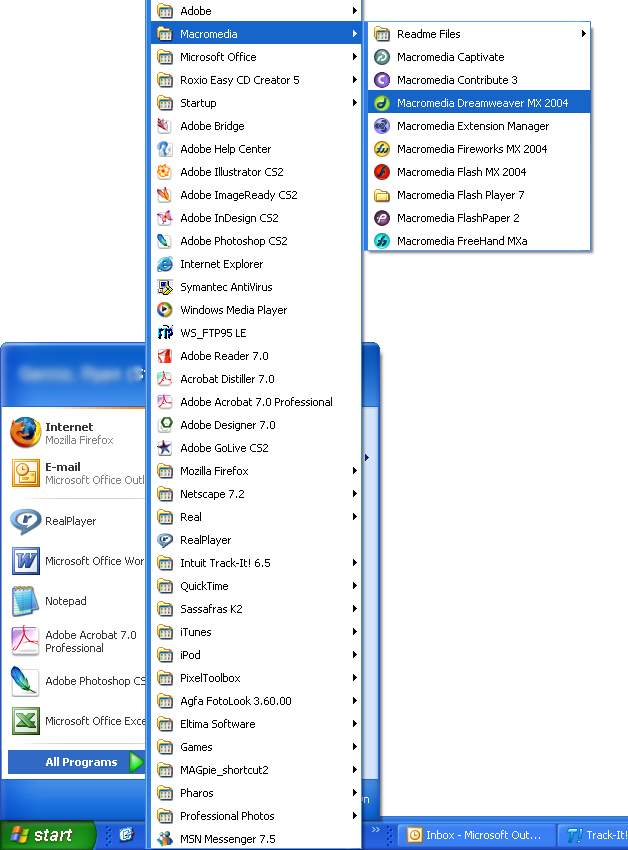 Adobe
Macromedia
Microsoft Office
Roxio Easy CD Creator 5
Startup
Adobe Bridge
Adobe Help Center
Adobe Illustrator CS2
Adobe ImageReady CS2
Adobe InDesign CS2
Adobe Photoshop CS2
Internet Explorer
Symantec AntiVirus
Windows Media Player
WS_FTP95 LE
Adobe Reader 7.0
Acrobat Distiller 7.0
Adobe Acrobat 7.0 Professional
Adobe Designer 7.0
Adobe GoLive CS2
Mozilla Firefox
Netscape 7.2
Real
RealPlayer
Intuit Track-It! 6.5
QuickTime
Sassafras K2
iTunes
iPod
PixelToolbox
Agfa FotoLook 3.60.00
Eltima Software
Games
MAGpie_shortcut2
Pharos
Professional Photos
MSN Messenger 7.5
Readme Files
Macromedia Captivate
Macromedia Contribute 3
Macromedia Dreamweaver MX 2004
Macromedia Extension Manager
Macromedia Fireworks MX 2004
Macromedia Flash MX 2004
Macromedia Flash Player 7
Macromedia FlashPaper 2
Macromedia FreeHand MXa
Internet
Mozilla Firefox
E-mail
Microsoft Office Outl
RealPlayer
Microsoft Office Wor
Notepad
Adobe Acrobat 7.0
Professional
Adobe Photoshop CS
Microsoft Office Exce
All Programs
start
Inbox - Microsoft Out...
Track-It!